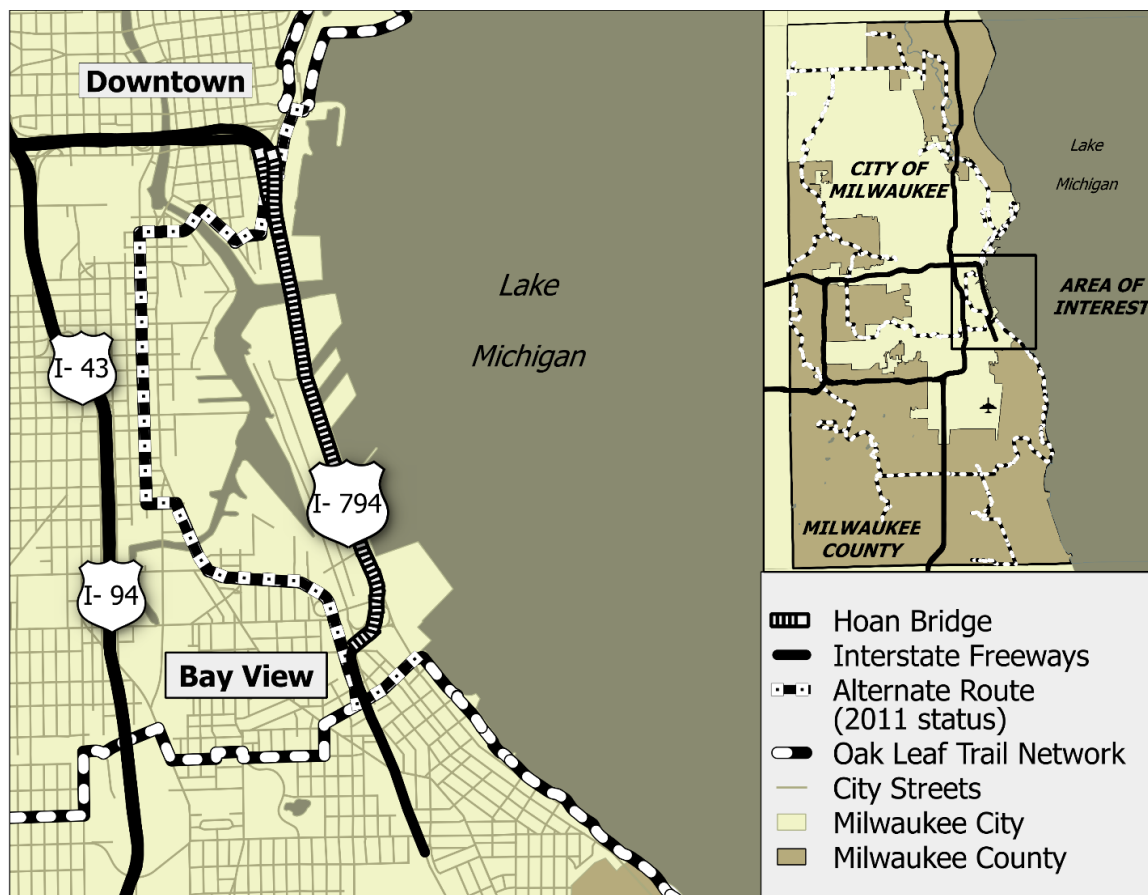 Downtown
Lake
Michigan
I- 43
I- 794
I- 94
Bay View
Lake
Michigan
CITY OF
MILWAUKEE
AREA OF
INTEREST
MILWAUKEE
COUNTY
Hoan Bridge
Interstate Freeways
Alternate Route
(2011 status)
Oak Leaf Trail Network
City Streets
Milwaukee City
Milwaukee County